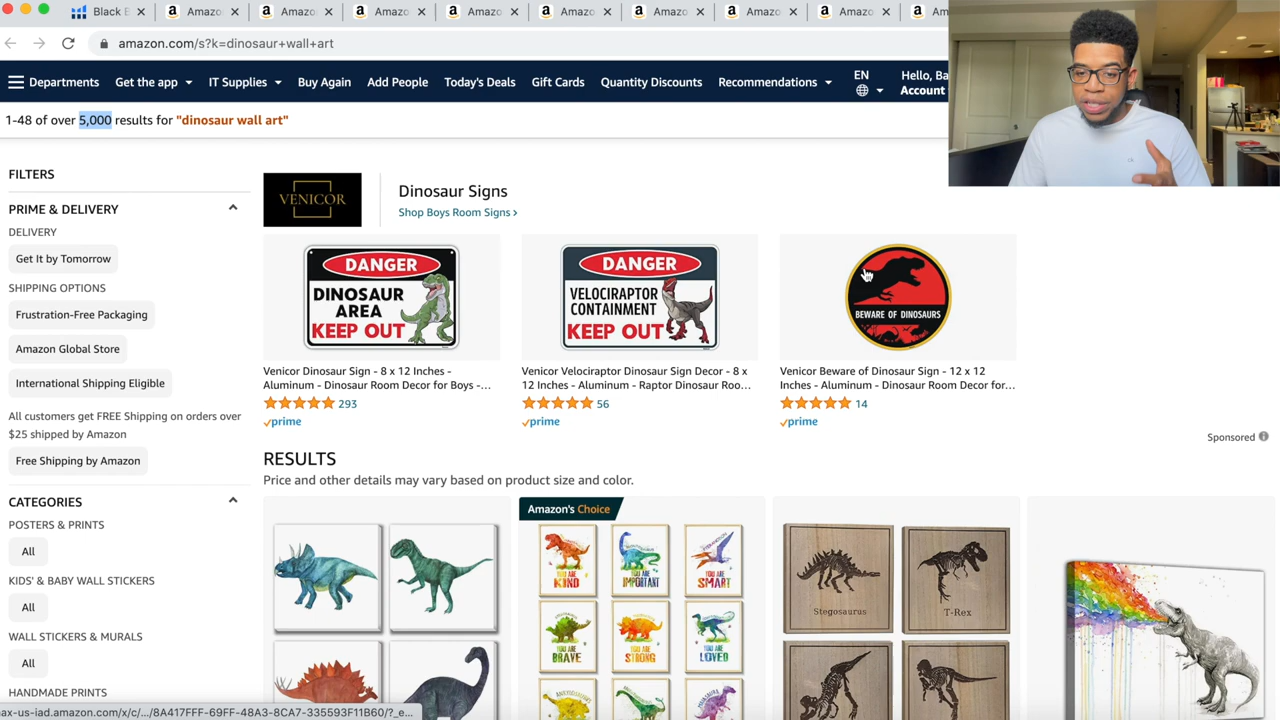 Black E
Amazo
Amazo
Amazo
Amazo
Amazo
Amazo
Amazo
Amazo
Am
amazon.com/s?k=dinosaur+wall+art
Departments Get the app IT Supplies Buy Again Add People Today's Deals Gift Cards Quantity Discounts Recommendations EN Hello, Ba
Account
1-48 of over 5,000 results for "dinosaur wall art"
FILTERS
PRIME & DELIVERY
DELIVERY
Get It by Tomorrow
SHIPPING OPTIONS
Frustration-Free Packaging
Amazon Global Store
International Shipping Eligible
All customers get FREE Shipping on orders over
$25 shipped by Amazon
Free Shipping by Amazon
CATEGORIES
POSTERS & PRINTS
All
KIDS' & BABY WALL STICKERS
All
WALL STICKERS & MURALS
All
HANDMADE PRINTS
VENICOR
Dinosaur Signs
Shop Boys Room Signs ›
DANGER
DINOSAUR
AREA
KEEP OUT
Venicor Dinosaur Sign - 8 x 12 Inches -
Aluminum - Dinosaur Room Decor for Boys -...
293
prime
DANGER
VELOCIRAPTOR
CONTAINMENT
KEEP OUT
Venicor Velociraptor Dinosaur Sign Decor - 8 x
12 Inches - Aluminum - Raptor Dinosaur Roo...
56
prime
BEWARE OF DINOSAURS
Venicor Beware of Dinosaur Sign - 12 x 12
Inches - Aluminum - Dinosaur Room Decor for...
14
prime
Sponsored
RESULTS
Price and other details may vary based on product size and color.
Amazon's Choice
YOU ARE
KIND
YOU ARE
IMPORTANT
YOU ARE
SMART
YOU ARE
BRAVE
YOU ARE
STRONG
YOU ARE
LOVED
Stegosaurus
T-Rex
ax-us-iad.amazon.com/x/c/.../8A417FFF-69FF-48A3-8CA7-335593F11B60/?_e...